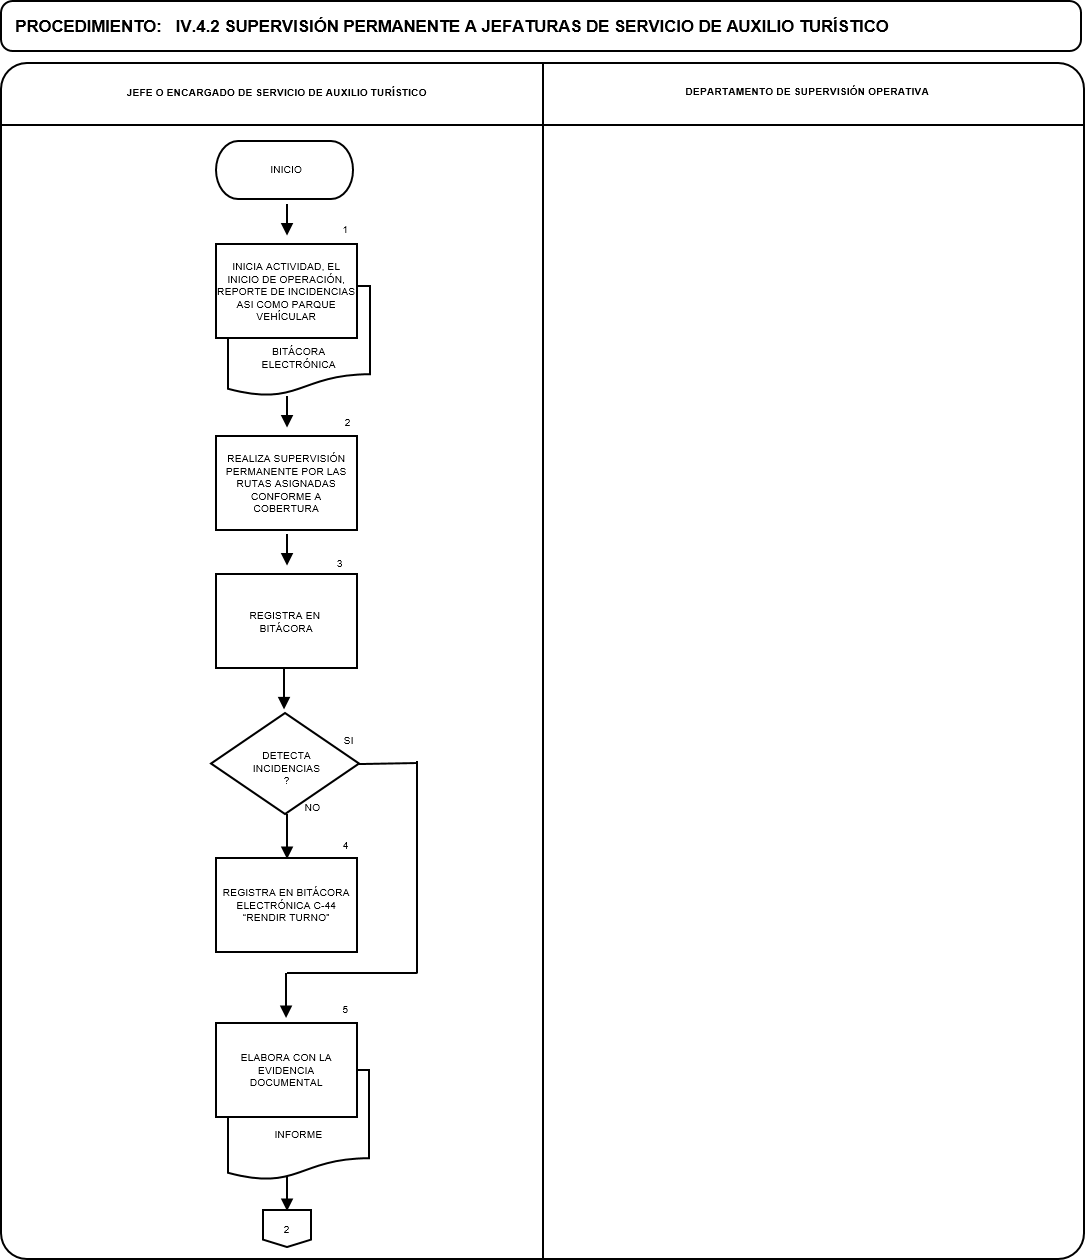 PROCEDIMIENTO: IV.4.2 SUPERVISIÓN PERMANENTE A JEFATURAS DE SERVICIO DE AUXILIO TURÍSTICO
JEFE O ENCARGADO DE SERVICIO DE AUXILIO TURÍSTICO
DEPARTAMENTO DE SUPERVISIÓN OPERATIVA
INICIO
1
INICIA ACTIVIDAD, EL
INICIO DE OPERACIÓN,
REPORTE DE INCIDENCIAS
ASI COMO PARQUE
VEHÍCULAR
BITÁCORA
ELECTRÓNICA
2
REALIZA SUPERVISIÓN
PERMANENTE POR LAS
RUTAS ASIGNADAS
CONFORME A
COBERTURA
3
REGISTRA EN
BITÁCORA
SI
DETECTA
INCIDENCIAS
?
NO
4
REGISTRA EN BITÁCORA
ELECTRÓNICA C-44
“RENDIR TURNO”
5
ELABORA CON LA
EVIDENCIA
DOCUMENTAL
INFORME
2